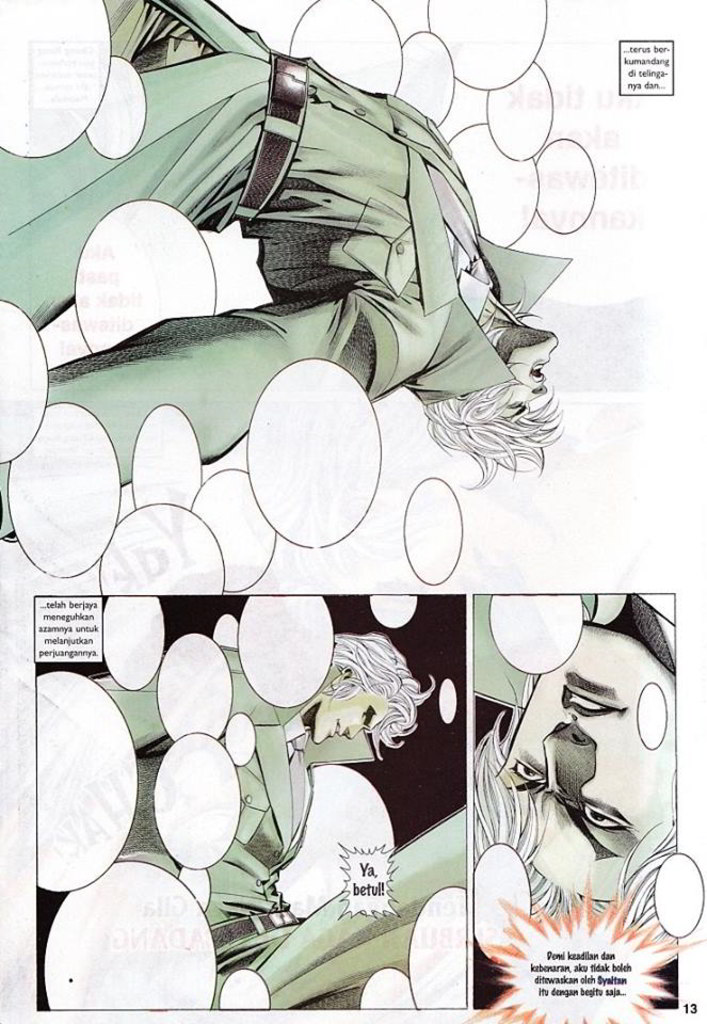 ...terus ber-
kumandang
di telinga-
nya dan...
...telah berjaya
meneguhkan
azamnya untuk
melanjutkan
perjuangannya.
Ya,
betul!
Demi keadilan dan
kebenaran, aku tidak boleh
ditewaskan oleh Syaitan
itu dengan begitu saja...
13